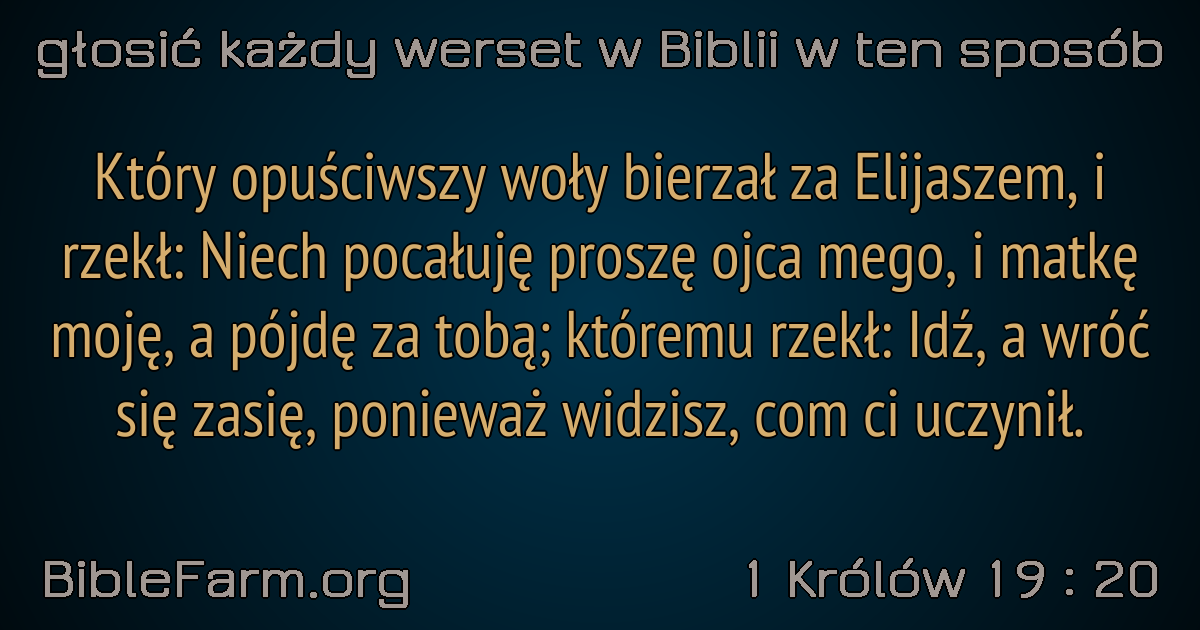 głosić każdy werset w Biblii w ten sposób
Który opuściwszy woły bierzał za Elijaszem, i
rzekł: Niech pocałuję proszę ojca mego, i matkę
moję, a pójdę za tobą; któremu rzekł: Idź, a wróć
się zasię, ponieważ widzisz, com ci uczynił.
BibleFarm.org
1 Królów 19 : 20